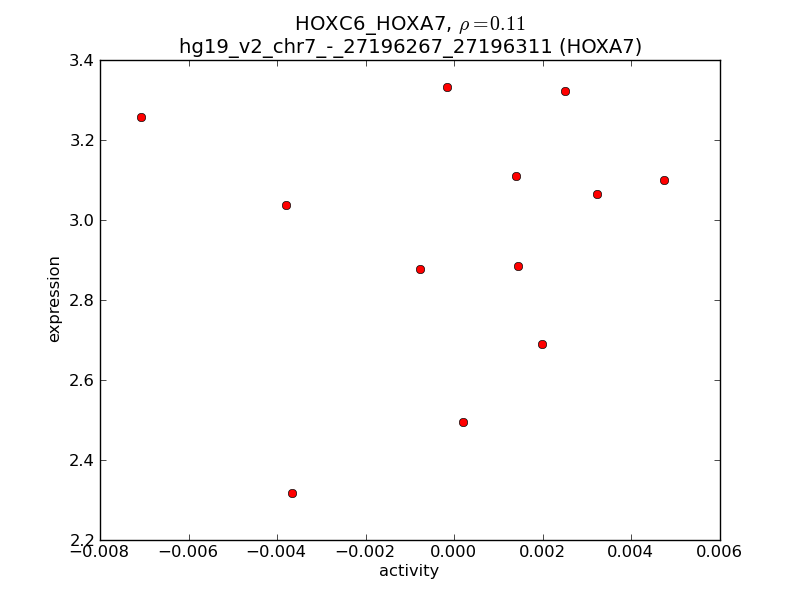 HOXC6_HOXA7, ρ=0.11
hg19_v2_chr7_-_27196267_27196311 (HOXA7)
3.4
3.2
3.0
2.8
2.6
2.4
2.2
expression
−0.008 −0.006 −0.004 −0.002 0.000 0.002 0.004 0.006
activity